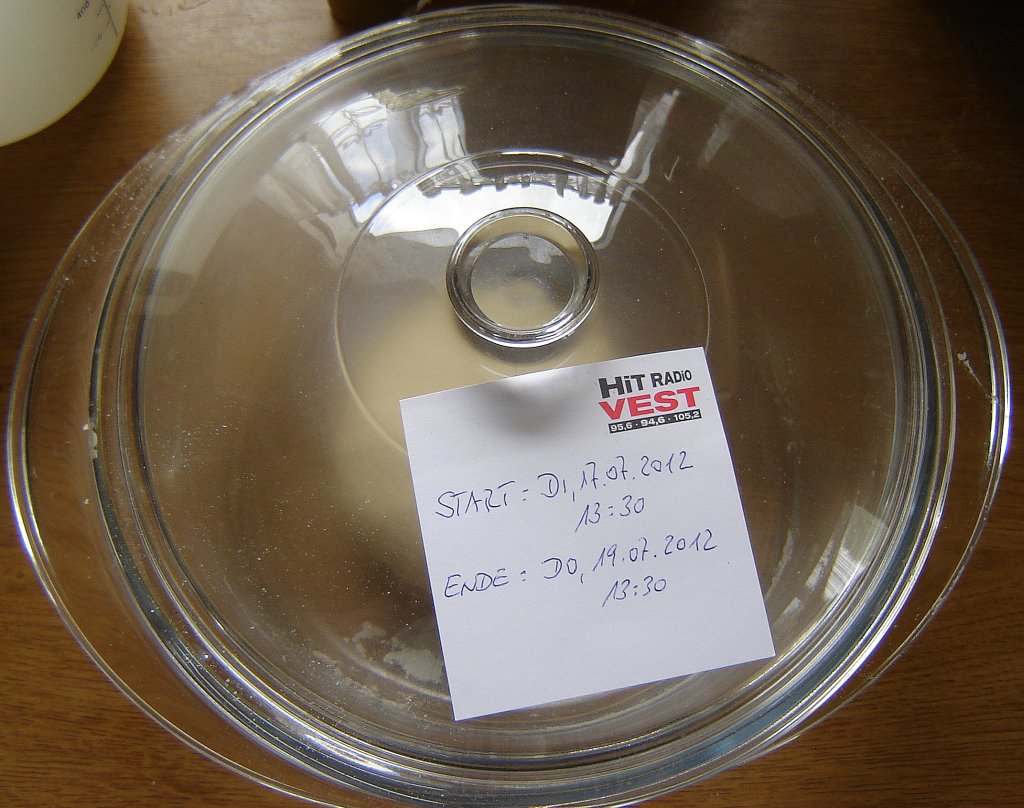 HiT RADiO
VEST
95,6 · 94,6 · 105,2
START: DI, 17.07.2012
13:30
ENDE: DO, 19.07.2012
13:30